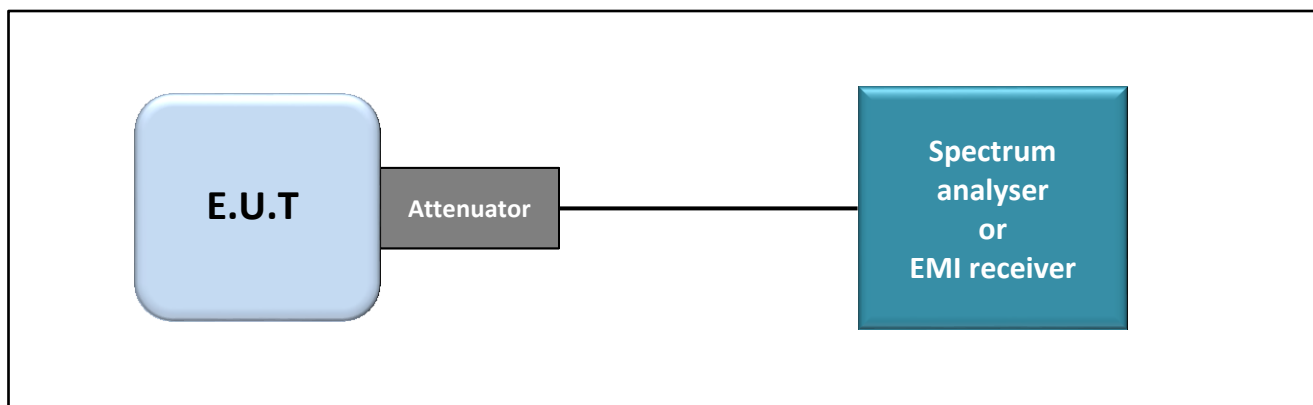 E.U.T
Attenuator
Spectrum
analyser
or
EMI receiver